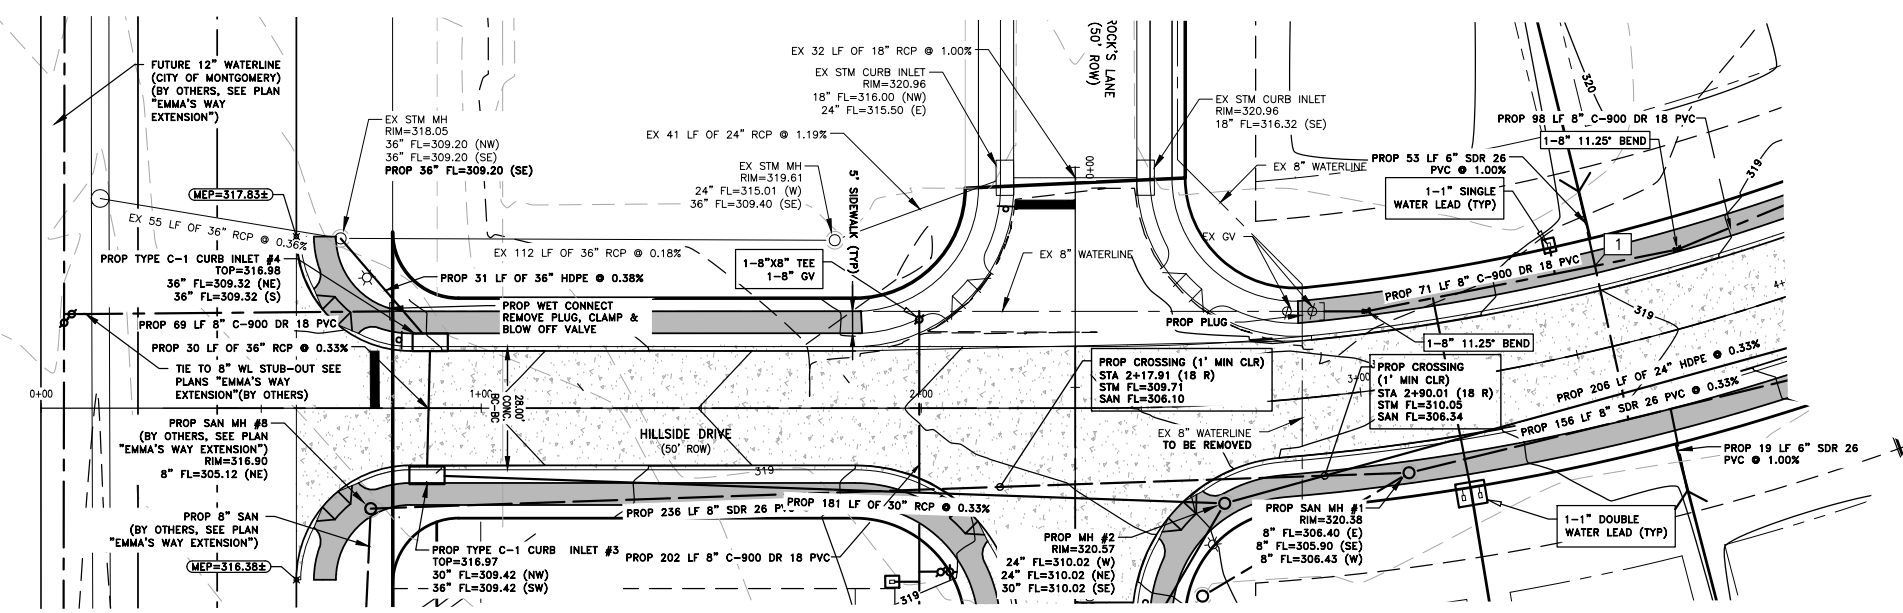 FUTURE 12" WATERLINE
(CITY OF MONTGOMERY)
(BY OTHERS, SEE PLAN
"EMMA'S WAY
EXTENSION")
MEP=317.83±
EX 55 LF OF 36" RCP @ 0.36%
EX STM MH
RIM=318.05
36" FL=309.20 (NW)
36" FL=309.20 (SE)
PROP 36" FL=309.20 (SE)
PROP TYPE C-1 CURB INLET #4
TOP=316.98
36" FL=309.32 (NE)
36" FL=309.32 (S)
PROP 69 LF 8" C-900 DR 18 PVC
PROP 30 LF OF 36" RCP @ 0.33%
TIE TO 8" WL STUB-OUT SEE
PLANS "EMMA'S WAY
EXTENSION"(BY OTHERS)
0+00
PROP SAN MH #8
(BY OTHERS, SEE PLAN
"EMMA'S WAY EXTENSION")
RIM=316.90
8" FL=305.12 (NE)
PROP 8" SAN
(BY OTHERS, SEE PLAN
"EMMA'S WAY EXTENSION")
MEP=316.38±
EX 112 LF OF 36" RCP @ 0.18%
PROP 31 LF OF 36" HDPE @ 0.38%
PROP WET CONNECT
REMOVE PLUG, CLAMP &
BLOW OFF VALVE
1+00
28.00'
CONC.
BC-BC
HILLSIDE DRIVE
(50' ROW)
319
PROP 236 LF 8" SDR 26 PV
PROP 181 LF OF 30" RCP @ 0.33%
PROP TYPE C-1 CURB INLET #3
TOP=316.97
30" FL=309.42 (NW)
36" FL=309.42 (SW)
PROP 202 LF 8" C-900 DR 18 PVC
319
EX 32 LF OF 18" RCP @ 1.00%
EX STM CURB INLET
RIM=320.96
18" FL=316.00 (NW)
24" FL=315.50 (E)
EX 41 LF OF 24" RCP @ 1.19%
EX STM MH
RIM=319.61
24" FL=315.01 (W)
36" FL=309.40 (SE)
5' SIDEWALK (TYP)
1-8"X8" TEE
1-8" GV
2+00
ROCK'S LANE
(50' ROW)
0+00
EX STM CURB INLET
RIM=320.96
18" FL=316.32 (SE)
EX 8" WATERLINE
EX 8" WATERLINE
EX GV
PROP PLUG
PROP CROSSING (1' MIN CLR)
STA 2+17.91 (18 R)
STM FL=309.71
SAN FL=306.10
EX 8" WATERLINE
TO BE REMOVED
3+00
PROP CROSSING
(1' MIN CLR)
STA 2+90.01 (18 R)
STM FL=310.05
SAN FL=306.34
PROP MH #2
RIM=320.57
24" FL=310.02 (W)
24" FL=310.02 (NE)
30" FL=310.02 (SE)
PROP SAN MH #1
RIM=320.38
8" FL=306.40 (E)
8" FL=305.90 (SE)
8" FL=306.43 (W)
320
PROP 98 LF 8" C-900 DR 18 PVC
1-8" 11.25° BEND
PROP 53 LF 6" SDR 26
PVC @ 1.00%
1-1" SINGLE
WATER LEAD (TYP)
319
1
PROP 71 LF 8" C-900 DR 18 PVC
4+
319
1-8" 11.25° BEND
PROP 206 LF OF 24" HDPE @ 0.33%
PROP 156 LF 8" SDR 26 PVC @ 0.33%
PROP 19 LF 6" SDR 26
PVC @ 1.00%
1-1" DOUBLE
WATER LEAD (TYP)